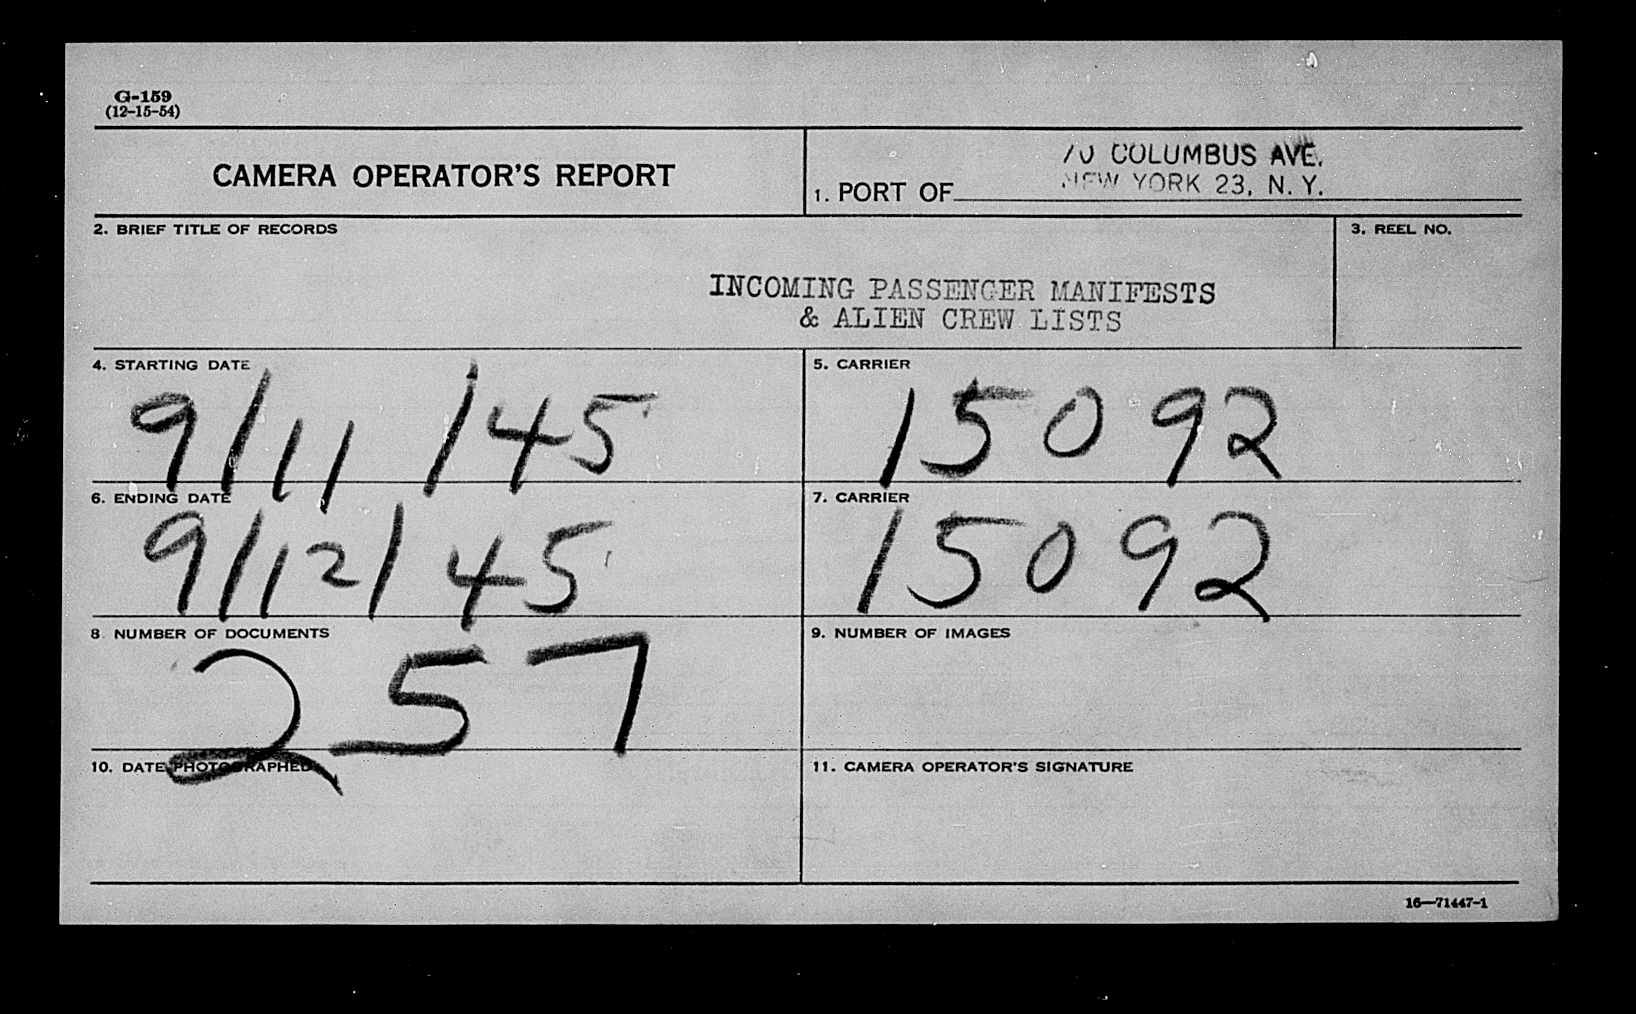 G-159
(12-15-54)
CAMERA OPERATOR'S REPORT
70 COLUMBUS AVE.
NEW YORK 23, N. Y.
1. PORT OF
2. BRIEF TITLE OF RECORDS
3. REEL NO.
INCOMING PASSENGER MANIFESTS
& ALIEN CREW LISTS
4. STARTING DATE
9/11/45
5. CARRIER
15092
6. ENDING DATE
9/12/45
7. CARRIER
15092
8 NUMBER OF DOCUMENTS
257
9. NUMBER OF IMAGES
10. DATE PHOTOGRAPHED
11. CAMERA OPERATOR'S SIGNATURE
16—71447-1